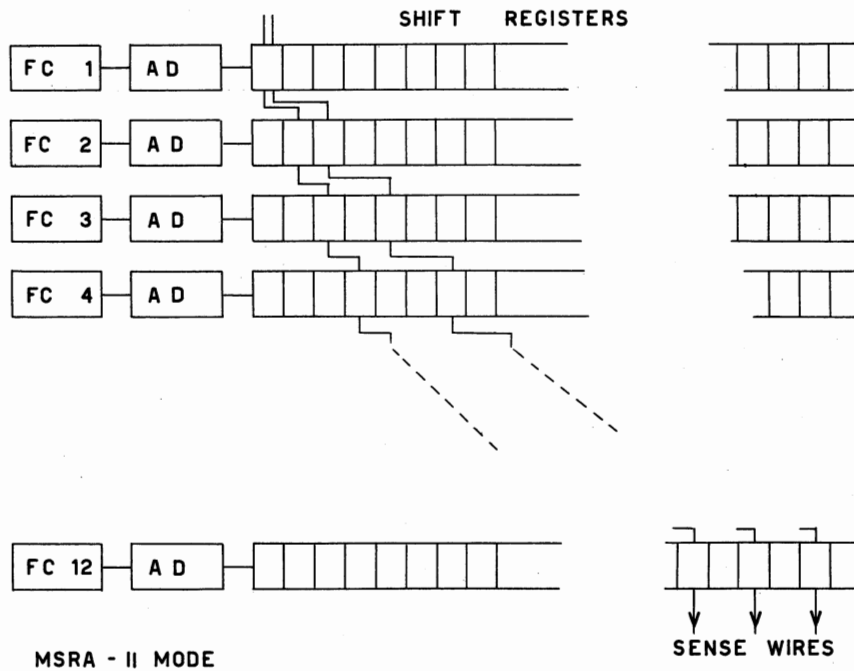 SHIFT REGISTERS
FC 1 AD
FC 2 AD
FC 3 AD
FC 4 AD
FC 12 AD
SENSE WIRES
MSRA - II MODE